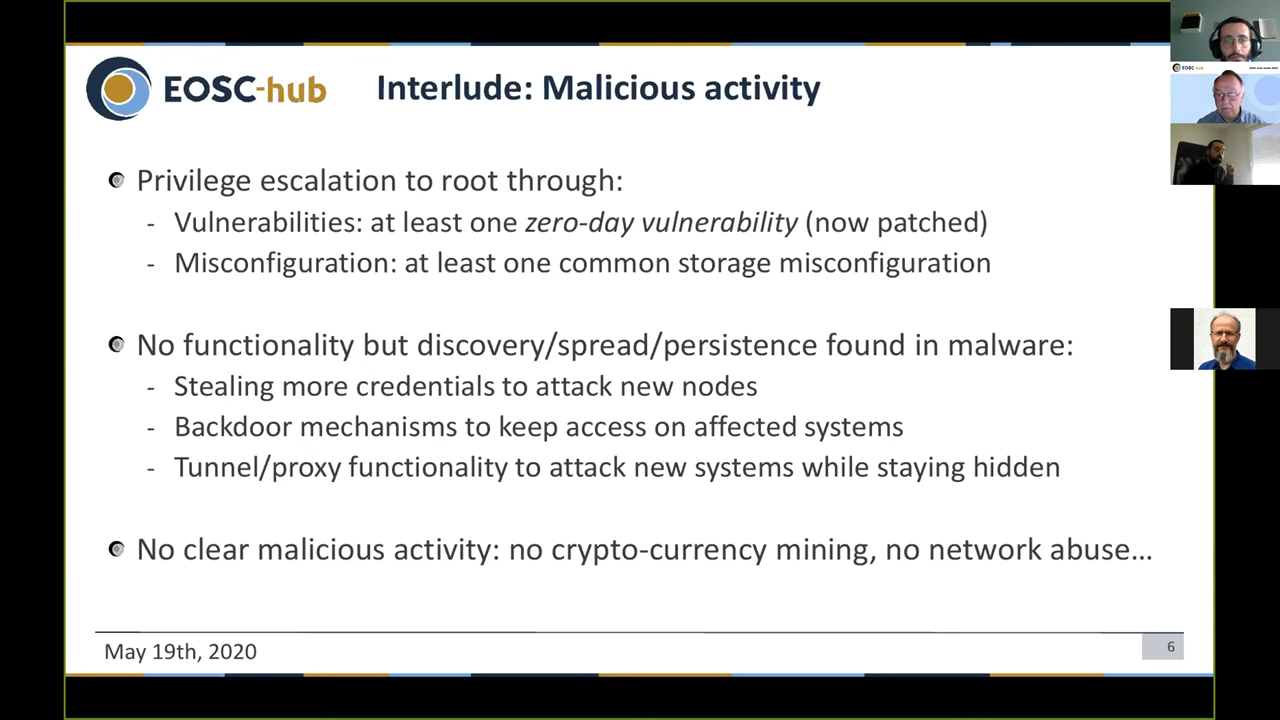 EOSC-hub
Interlude: Malicious activity
Privilege escalation to root through:
- Vulnerabilities: at least one zero-day vulnerability (now patched)
- Misconfiguration: at least one common storage misconfiguration
No functionality but discovery/spread/persistence found in malware:
- Stealing more credentials to attack new nodes
- Backdoor mechanisms to keep access on affected systems
- Tunnel/proxy functionality to attack new systems while staying hidden
No clear malicious activity: no crypto-currency mining, no network abuse…
May 19th, 2020
6